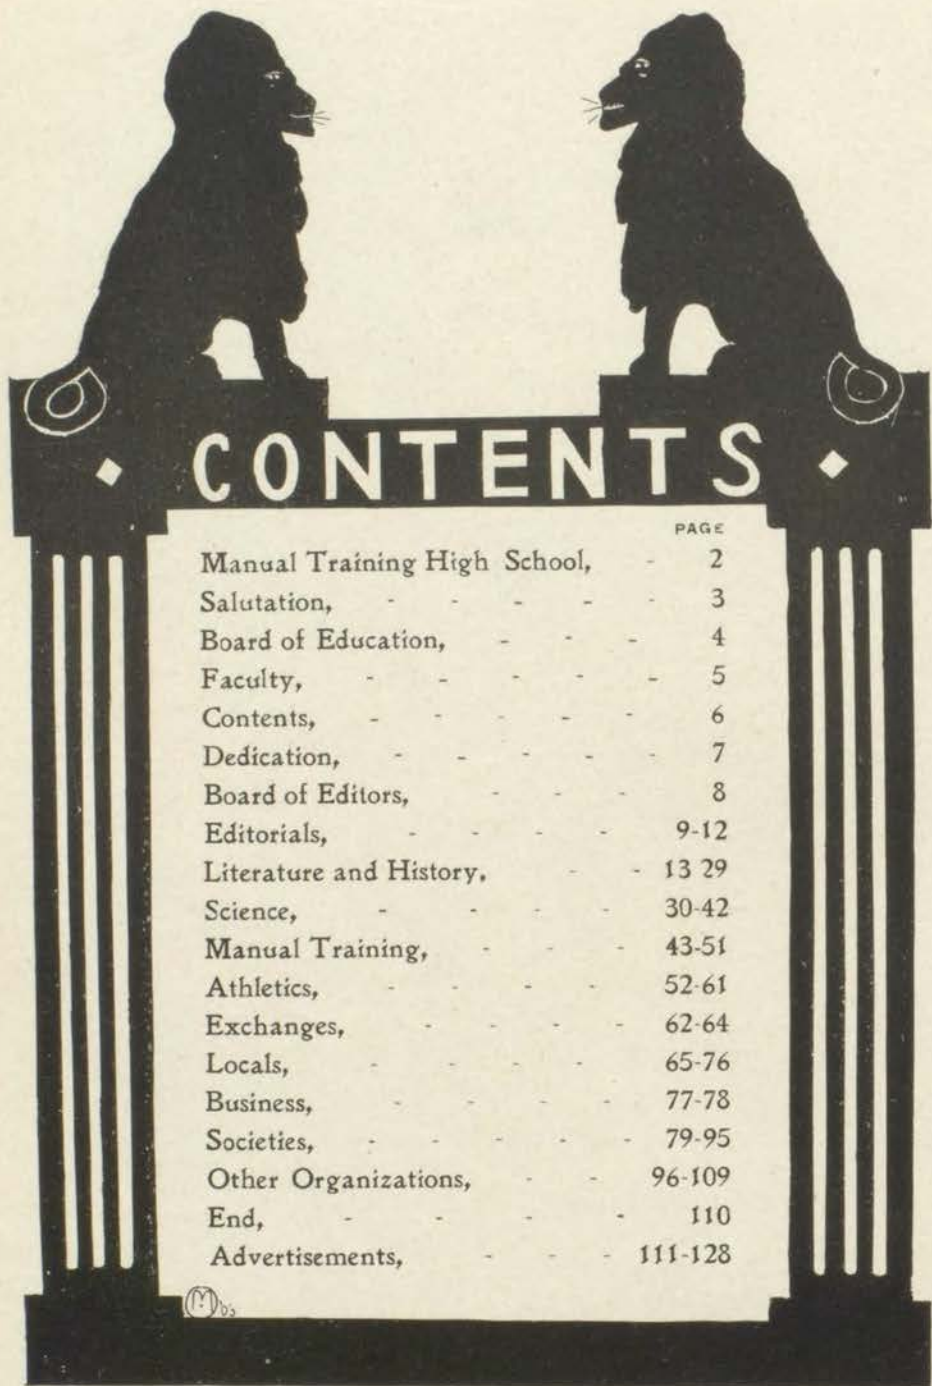 CONTENTS
PAGE
Manual Training High School, - 2
Salutation, - - - - - 3
Board of Education, - - - 4
Faculty, - - - - - 5
Contents, - - - - - 6
Dedication, - - - - - 7
Board of Editors, - - - 8
Editorials, - - - - 9-12
Literature and History, - - 13 29
Science, - - - - 30-42
Manual Training, - - - 43-51
Athletics, - - - - 52-61
Exchanges, - - - - 62-64
Locals, - - - - 65-76
Business, - - - - 77-78
Societies, - - - - - 79-95
Other Organizations, - - 96-109
End, - - - - 110
Advertisements, - - - 111-128